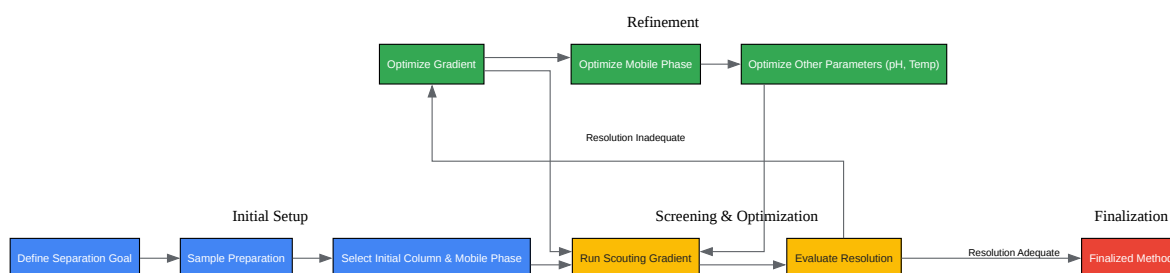 Refinement
Optimize Gradient
Optimize Mobile Phase
Optimize Other Parameters (pH, Temp)
Resolution Inadequate
Initial Setup
Screening & Optimization
Finalization
Define Separation Goal
Sample Preparation
Select Initial Column & Mobile Phase
Run Scouting Gradient
Evaluate Resolution
Resolution Adequate
Finalized Method